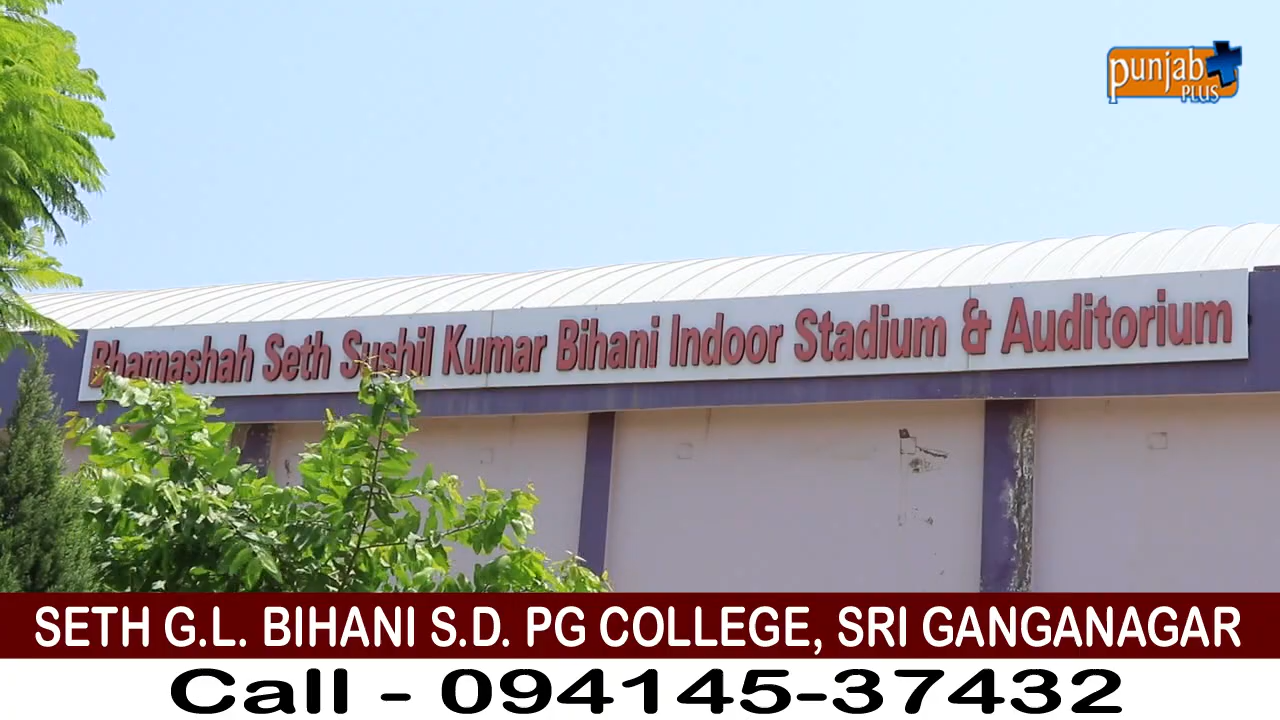 punjab
PLUS
Bhamashah Seth Sushil Kumar Bihani Indoor Stadium & Auditorium
SETH G.L. BIHANI S.D. PG COLLEGE, SRI GANGANAGAR
Call - 094145-37432